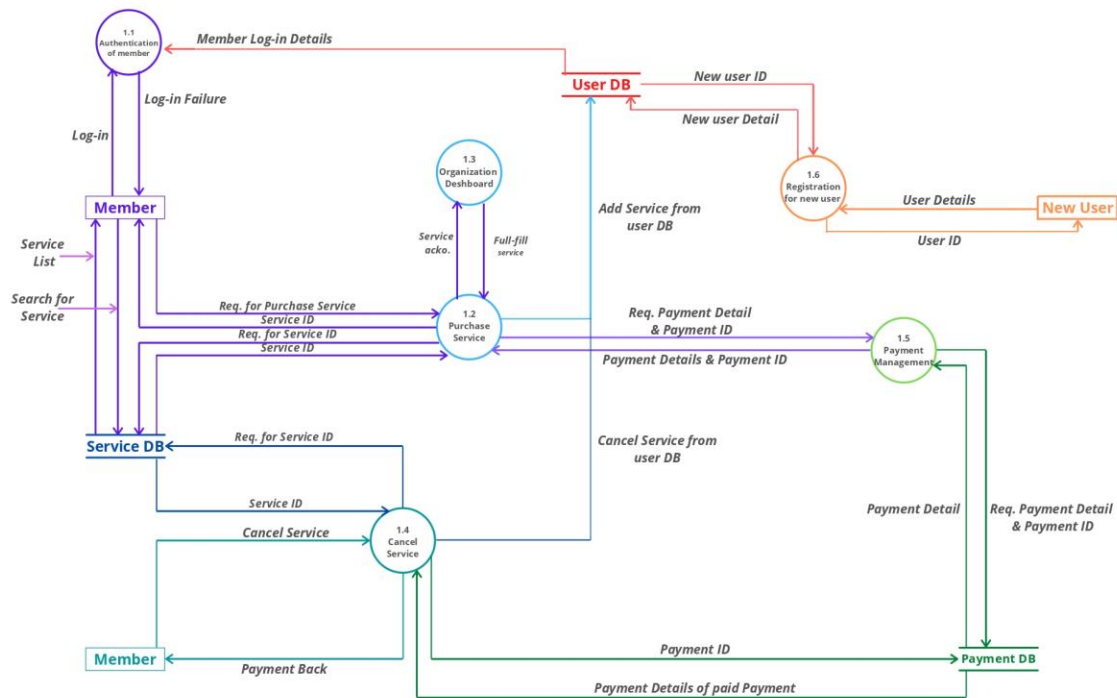 1.1
Authentication
of member
Member Log-in Details
Log-in Failure
Log-in
User DB
New user ID
New user Detail
1.3
Organization
Deshboard
1.6
Registration
for new user
User Details
New User
User ID
Member
Add Service from
user DB
Service
List
Service
acko.
Full-fill
service
Search for
Service
Req. for Purchase Service
Service ID
Req. for Service ID
Service ID
1.2
Purchase
Service
Req. Payment Detail
& Payment ID
Payment Details & Payment ID
1.5
Payment
Management
Service DB
Req. for Service ID
Cancel Service from
user DB
Service ID
Cancel Service
1.4
Cancel
Service
Payment Detail
Req. Payment Detail
& Payment ID
Member
Payment Back
Payment ID
Payment DB
Payment Details of paid Payment